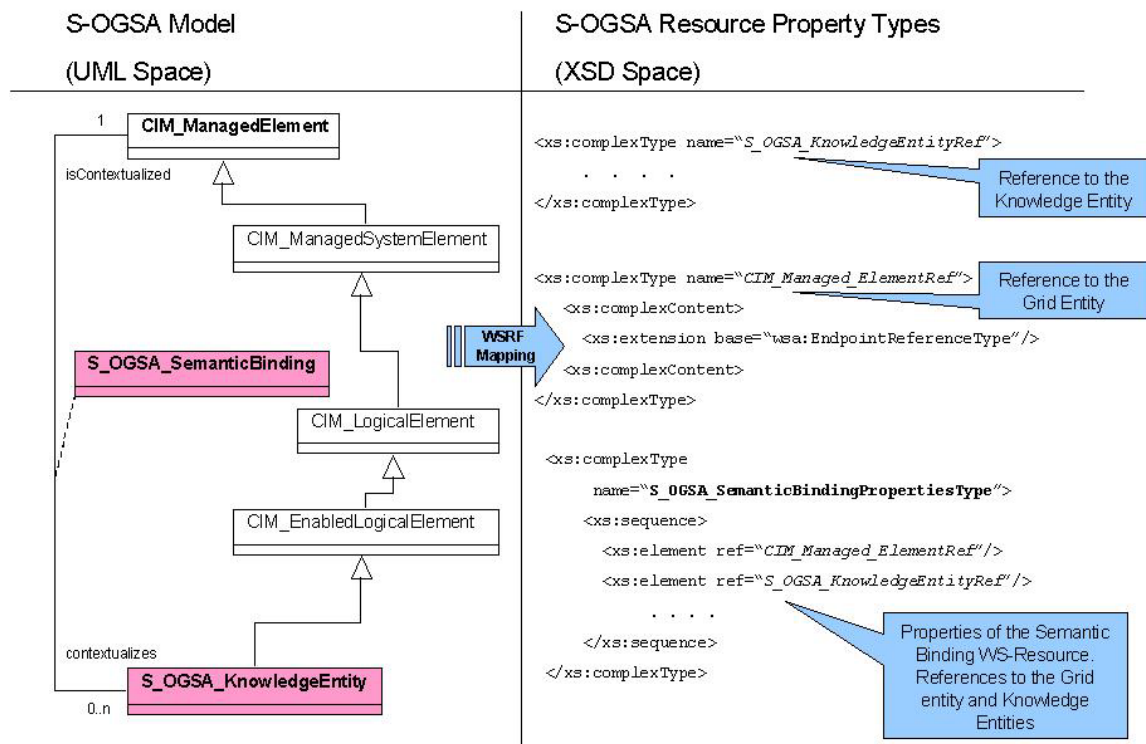 S-OGSA Model
(UML Space)
1
CIM_ManagedElement
isContextualized
CIM_ManagedSystemElement
S_OGSA_SemanticBinding
CIM_LogicalElement
CIM_EnabledLogicalElement
contextualizes
S_OGSA_KnowledgeEntity
0..n
WSRF
Mapping
S-OGSA Resource Property Types
(XSD Space)
<xs:complexType name=“S_OGSA_KnowledgeEntityRef”>
. . . .
</xs:complexType>
Reference to the
Knowledge Entity
<xs:complexType name=“CIM_Managed_ElementRef”>
<xs:complexContent>
<xs:extension base=“wsa:EndpointReferenceType”/>
<xs:complexContent>
</xs:complexType>
Reference to the
Grid Entity
<xs:complexType
name=“S_OGSA_SemanticBindingPropertiesType”>
<xs:sequence>
<xs:element ref=“CIM_Managed_ElementRef”/>
<xs:element ref=“S_OGSA_KnowledgeEntityRef”/>
. . . .
</xs:sequence>
</xs:complexType>
Properties of the Semantic
Binding WS-Resource.
References to the Grid
entity and Knowledge
Entities